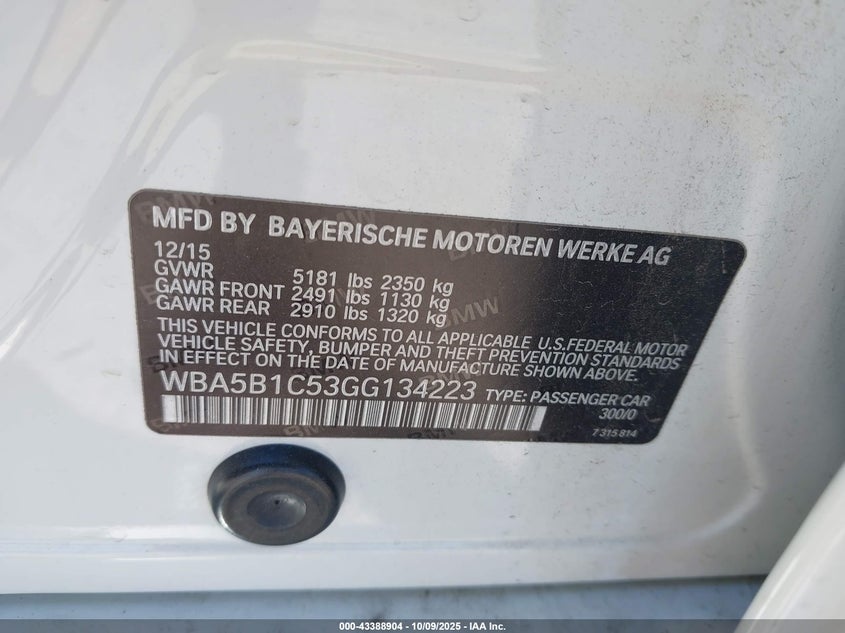 MFD BY BAYERISCHE MOTOREN WERKE AG
12/15
GVWR 5181 lbs 2350 kg
GAWR FRONT 2491 lbs 1130 kg
GAWR REAR 2910 lbs 1320 kg
THIS VEHICLE CONFORMS TO ALL APPLICABLE U.S.FEDERAL MOTOR
VEHICLE SAFETY, BUMPER AND THEFT PREVENTION STANDARDS
IN EFFECT ON THE DATE OF MANUFACTURE SHOWN ABOVE.
WBA5B1C53GG134223 TYPE: PASSENGER CAR
300/0
7 315 814
000-43388904 - 10/09/2025 - IAA Inc.